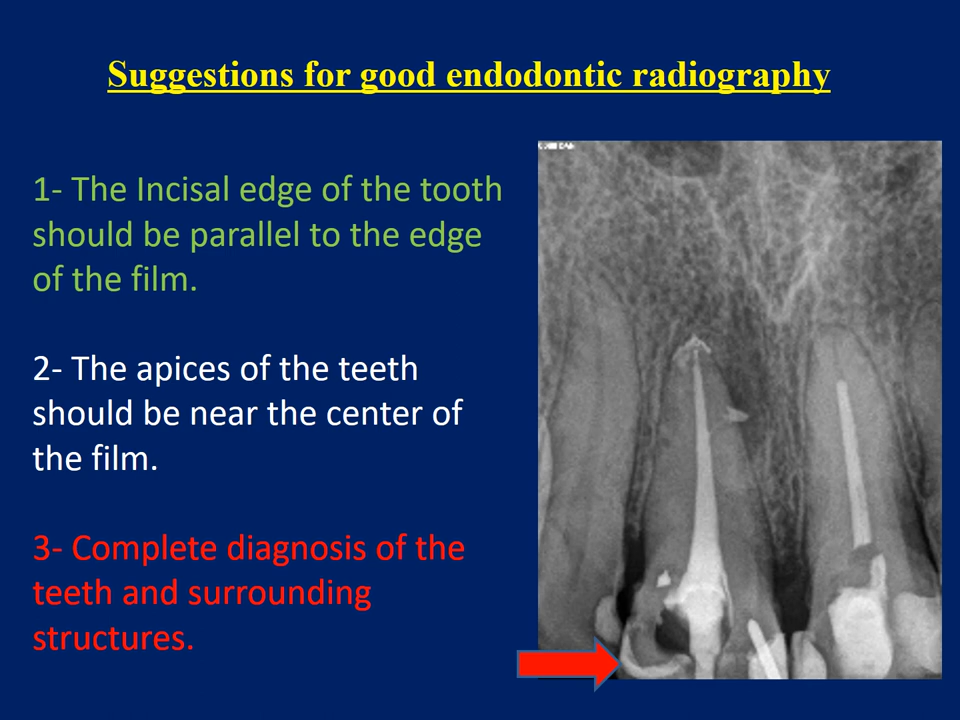 Suggestions for good endodontic radiography
1- The Incisal edge of the tooth
should be parallel to the edge
of the film.
2- The apices of the teeth
should be near the center of
the film.
3- Complete diagnosis of the
teeth and surrounding
structures.